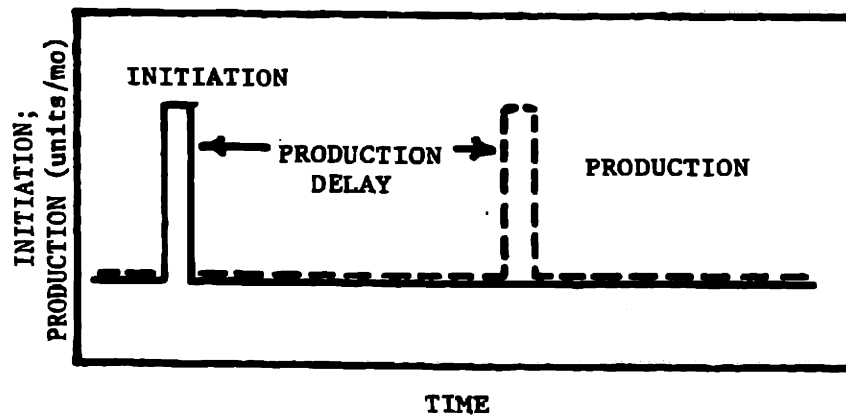 INITIATION
INITIATION;
PRODUCTION (units/mo)
PRODUCTION
DELAY
PRODUCTION
TIME